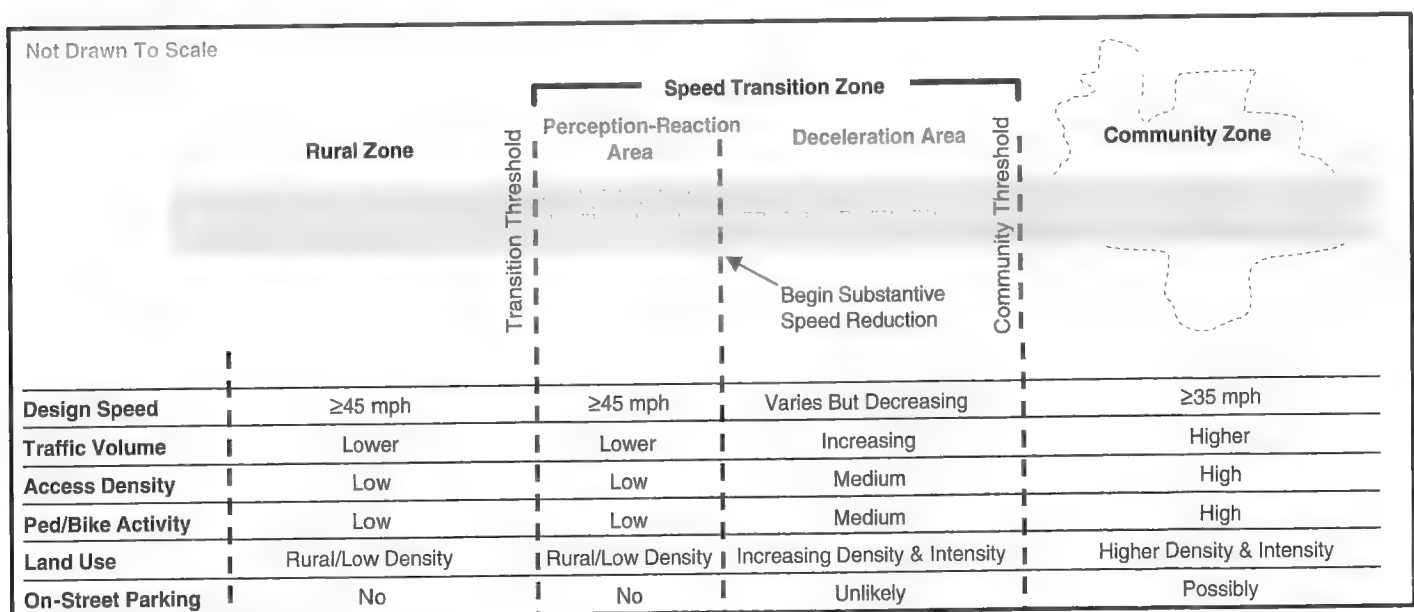 Not Drawn To Scale
Speed Transition Zone
Rural Zone
Transition Threshold
Perception-Reaction
Area
Deceleration Area
Community Threshold
Community Zone
Begin Substantive
Speed Reduction
Design Speed ≥45 mph ≥45 mph Varies But Decreasing ≥35 mph
Traffic Volume Lower Lower Increasing Higher
Access Density Low Low Medium High
Ped/Bike Activity Low Low Medium High
Land Use Rural/Low Density Rural/Low Density Increasing Density & Intensity Higher Density & Intensity
On-Street Parking No No Unlikely Possibly